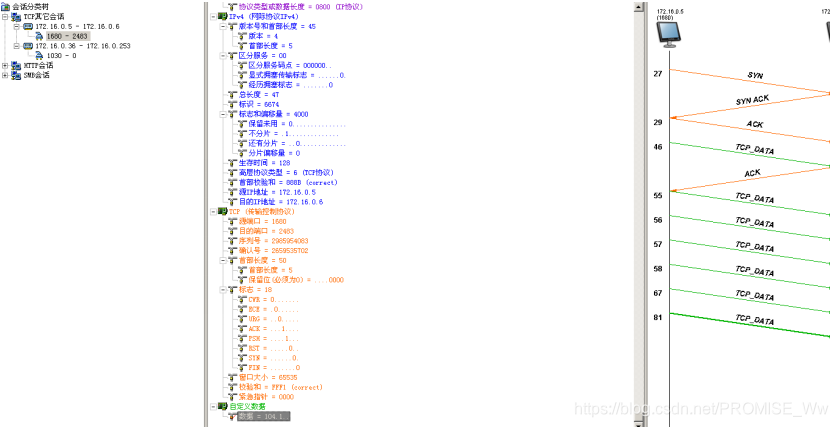 会话分类树
TCP其它会话
172.16.0.5 - 172.16.0.6
1680 - 2483
172.16.0.36 - 172.16.0.253
1030 - 0
HTTP会话
SMB会话
协议类型或数据长度 = 0800 (IP协议)
IPv4 (网际协议IPv4)
版本号和首部长度 = 45
版本 = 4
首部长度 = 5
区分服务 = 00
区分服务码点 = 000000..
显式拥塞传输标志 = ......0.
经历拥塞标志 = .......0
总长度 = 47
标识 = 6674
标志和偏移量 = 4000
保留未用 = 0...............
不分片 = .1..............
还有分片 = ..0.............
分片偏移量 = 0
生存时间 = 128
高层协议类型 = 6 (TCP协议)
首部校验和 = 888B (correct)
源IP地址 = 172.16.0.5
目的IP地址 = 172.16.0.6
TCP (传输控制协议)
源端口 = 1680
目的端口 = 2483
序列号 = 2985954083
确认号 = 2659535702
首部长度 = 50
首部长度 = 5
保留位(必须为0) = ....0000
标志 = 18
CWR = 0.......
ECE = .0......
URG = ..0.....
ACK = ...1....
PSH = ....1...
RST = .....0..
SYN = ......0.
FIN = .......0
窗口大小 = 65535
校验和 = FFF1 (correct)
紧急指针 = 0000
自定义数据
数据 = 104 1..
172.16.0.5
(1680)
172
27
SYN
SYN ACK
29
ACK
46
TCP_DATA
ACK
55
TCP_DATA
56
TCP_DATA
57
TCP_DATA
58
TCP_DATA
67
TCP_DATA
81
TCP_DATA
https://blog.csdn.net/PROMISE_Ww